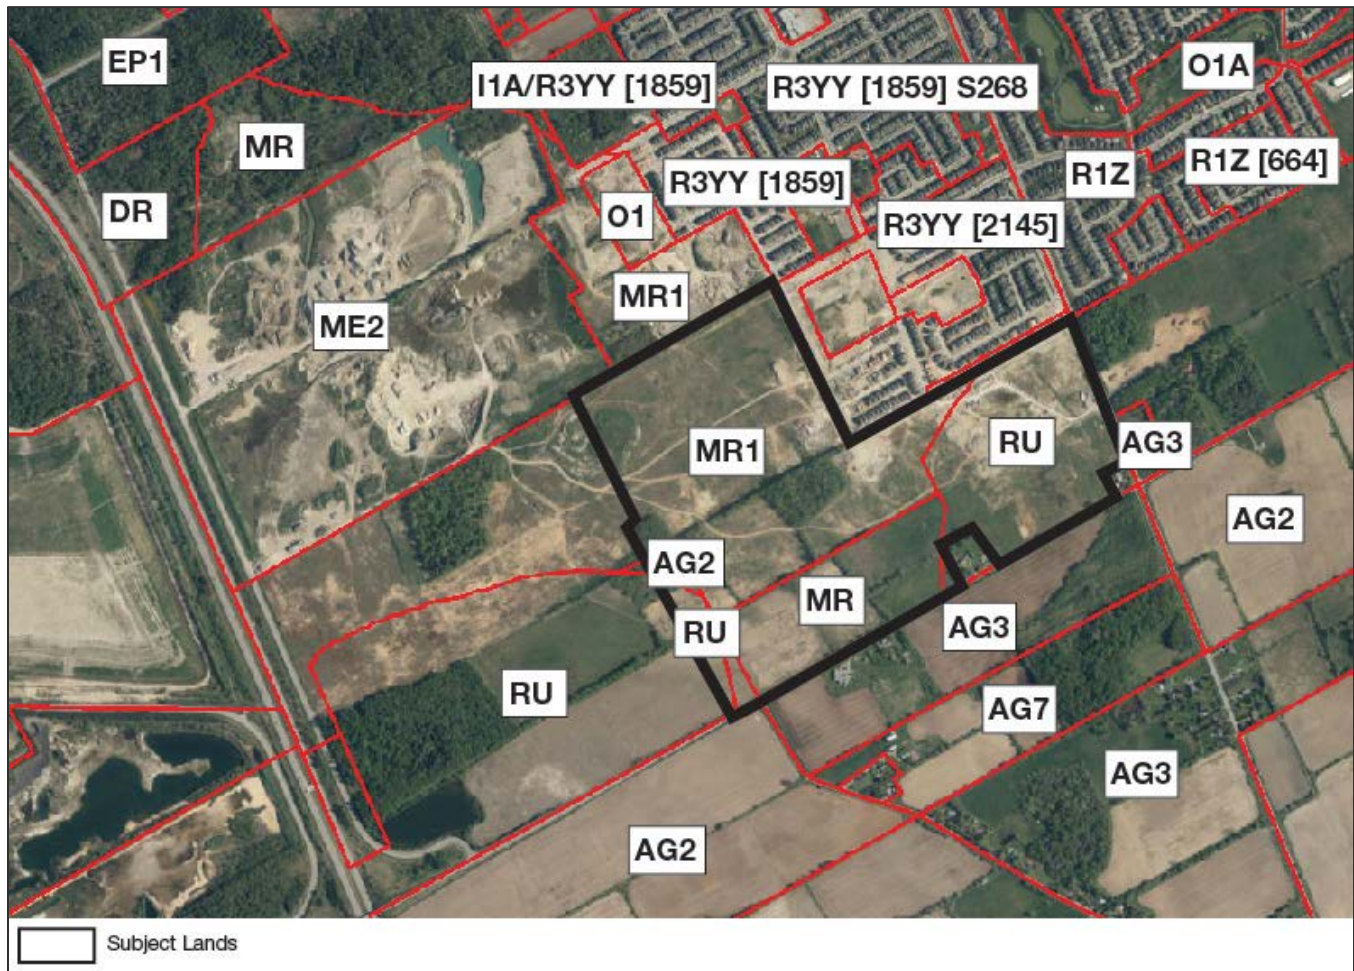 EP1
I1A/R3YY [1859]
R3YY [1859] S268
O1A
MR
R1Z
R1Z [664]
R3YY [1859]
DR
O1
R3YY [2145]
MR1
ME2
MR1
RU
AG3
AG2
AG2
MR
RU
AG3
RU
AG7
AG3
AG2
Subject Lands